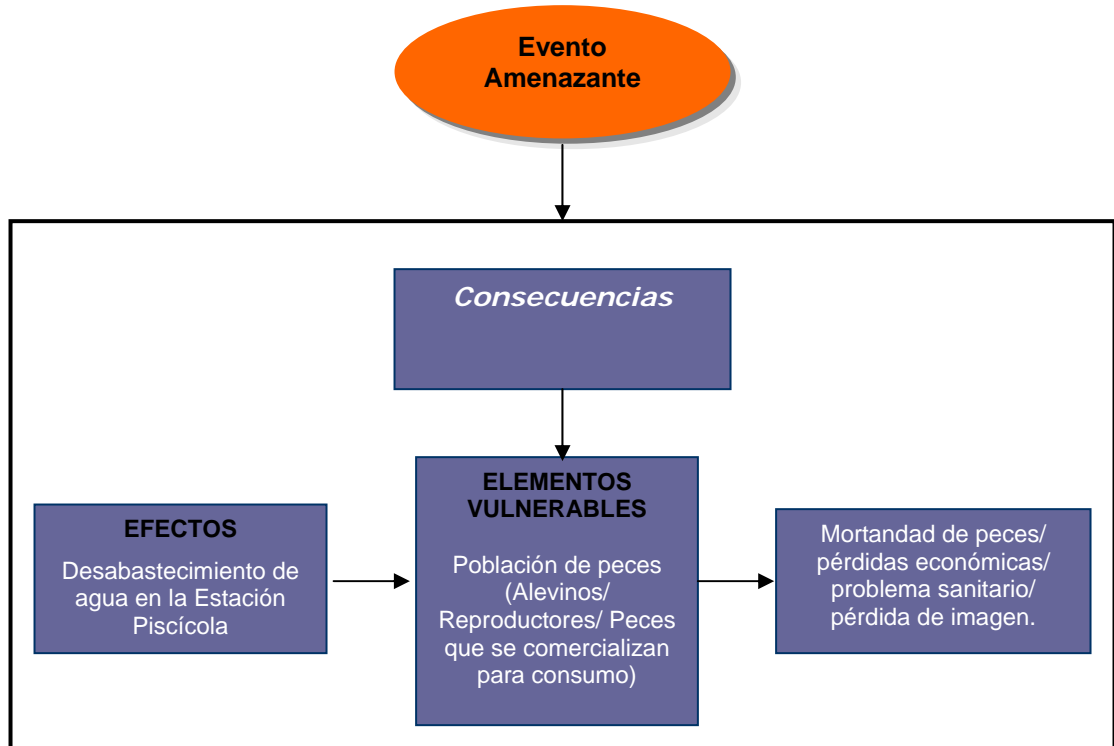 Evento
Amenazante
Consecuencias
EFECTOS
Desabastecimiento de
agua en la Estación
Piscícola
ELEMENTOS
VULNERABLES
Población de peces
(Alevinos/
Reproductores/ Peces
que se comercializan
para consumo)
Mortandad de peces/
pérdidas económicas/
problema sanitario/
pérdida de imagen.